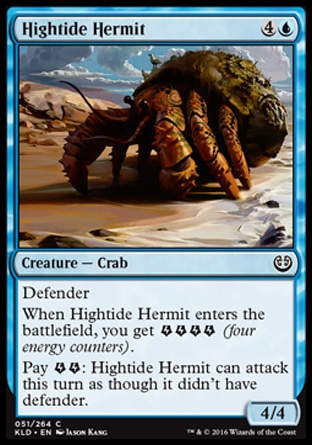 Hightide Hermit 4
Creature — Crab
Defender
When Hightide Hermit enters the
battlefield, you get (four
energy counters).
Pay : Hightide Hermit can attack
this turn as though it didn't have
defender.
4/4
051/264 C
KLD • EN Jason Kang
™ & © 2016 Wizards of the Coast